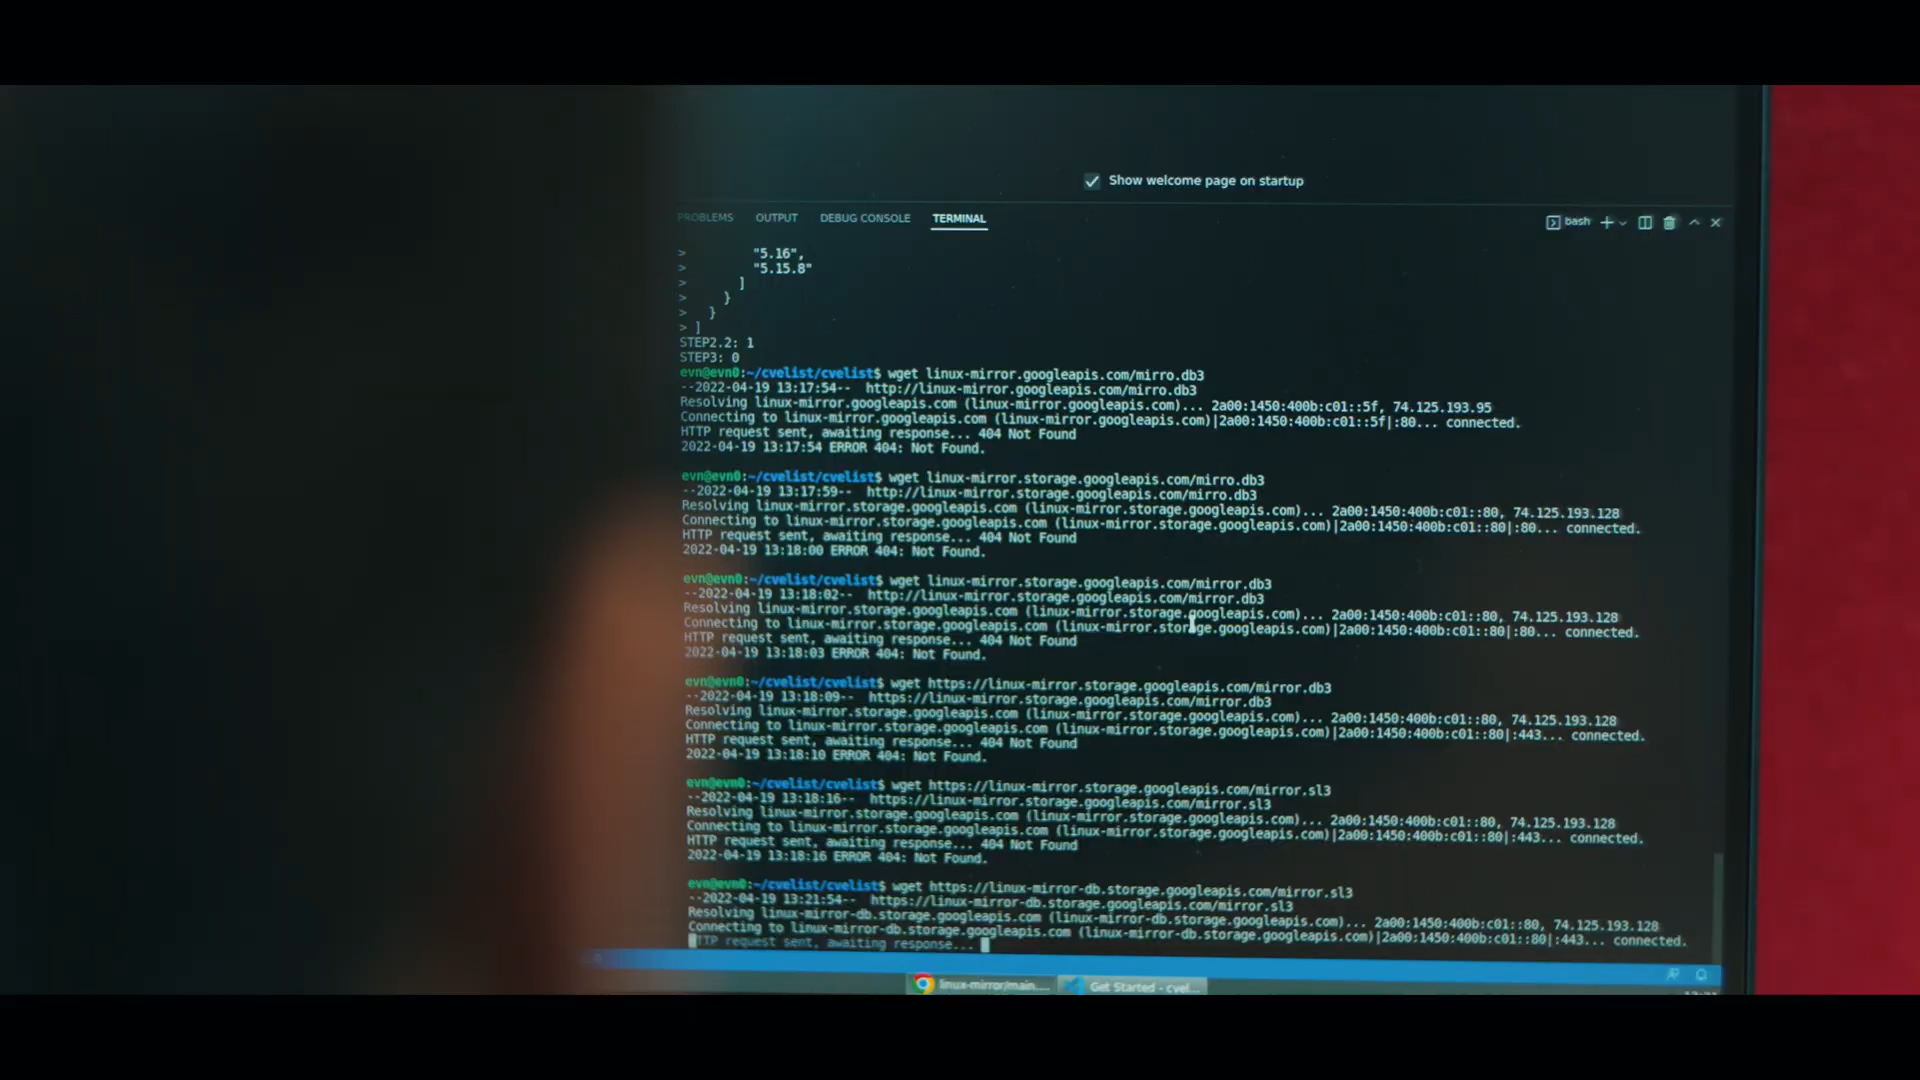 Show welcome page on startup
PROBLEMS OUTPUT DEBUG CONSOLE TERMINAL
bash
> "5.16",
> "5.15.8"
> ]
> }
> }
> ]
STEP2.2: 1
STEP3: 0
evn@evn0:~/cvelist/cvelist$ wget linux-mirror.googleapis.com/mirro.db3
--2022-04-19 13:17:54-- http://linux-mirror.googleapis.com/mirro.db3
Resolving linux-mirror.googleapis.com (linux-mirror.googleapis.com)... 2a00:1450:400b:c01::5f, 74.125.193.95
Connecting to linux-mirror.googleapis.com (linux-mirror.googleapis.com)|2a00:1450:400b:c01::5f|:80... connected.
HTTP request sent, awaiting response... 404 Not Found
2022-04-19 13:17:54 ERROR 404: Not Found.
evn@evn0:~/cvelist/cvelist$ wget linux-mirror.storage.googleapis.com/mirro.db3
--2022-04-19 13:17:59-- http://linux-mirror.storage.googleapis.com/mirro.db3
Resolving linux-mirror.storage.googleapis.com (linux-mirror.storage.googleapis.com)... 2a00:1450:400b:c01::80, 74.125.193.128
Connecting to linux-mirror.storage.googleapis.com (linux-mirror.storage.googleapis.com)|2a00:1450:400b:c01::80|:80... connected.
HTTP request sent, awaiting response... 404 Not Found
2022-04-19 13:18:00 ERROR 404: Not Found.
evn@evn0:~/cvelist/cvelist$ wget linux-mirror.storage.googleapis.com/mirror.db3
--2022-04-19 13:18:02-- http://linux-mirror.storage.googleapis.com/mirror.db3
Resolving linux-mirror.storage.googleapis.com (linux-mirror.storage.googleapis.com)... 2a00:1450:400b:c01::80, 74.125.193.128
Connecting to linux-mirror.storage.googleapis.com (linux-mirror.storage.googleapis.com)|2a00:1450:400b:c01::80|:80... connected.
HTTP request sent, awaiting response... 404 Not Found
2022-04-19 13:18:03 ERROR 404: Not Found.
evn@evn0:~/cvelist/cvelist$ wget https://linux-mirror.storage.googleapis.com/mirror.db3
--2022-04-19 13:18:09-- https://linux-mirror.storage.googleapis.com/mirror.db3
Resolving linux-mirror.storage.googleapis.com (linux-mirror.storage.googleapis.com)... 2a00:1450:400b:c01::80, 74.125.193.128
Connecting to linux-mirror.storage.googleapis.com (linux-mirror.storage.googleapis.com)|2a00:1450:400b:c01::80|:443... connected.
HTTP request sent, awaiting response... 404 Not Found
2022-04-19 13:18:10 ERROR 404: Not Found.
evn@evn0:~/cvelist/cvelist$ wget https://linux-mirror.storage.googleapis.com/mirror.sl3
--2022-04-19 13:18:16-- https://linux-mirror.storage.googleapis.com/mirror.sl3
Resolving linux-mirror.storage.googleapis.com (linux-mirror.storage.googleapis.com)... 2a00:1450:400b:c01::80, 74.125.193.128
Connecting to linux-mirror.storage.googleapis.com (linux-mirror.storage.googleapis.com)|2a00:1450:400b:c01::80|:443... connected.
HTTP request sent, awaiting response... 404 Not Found
2022-04-19 13:18:16 ERROR 404: Not Found.
evn@evn0:~/cvelist/cvelist$ wget https://linux-mirror-db.storage.googleapis.com/mirror.sl3
--2022-04-19 13:21:54-- https://linux-mirror-db.storage.googleapis.com/mirror.sl3
Resolving linux-mirror-db.storage.googleapis.com (linux-mirror-db.storage.googleapis.com)... 2a00:1450:400b:c01::80, 74.125.193.128
Connecting to linux-mirror-db.storage.googleapis.com (linux-mirror-db.storage.googleapis.com)|2a00:1450:400b:c01::80|:443... connected.
TTP request sent, awaiting response...
linux-mirror/main.... Get Started - cvel...